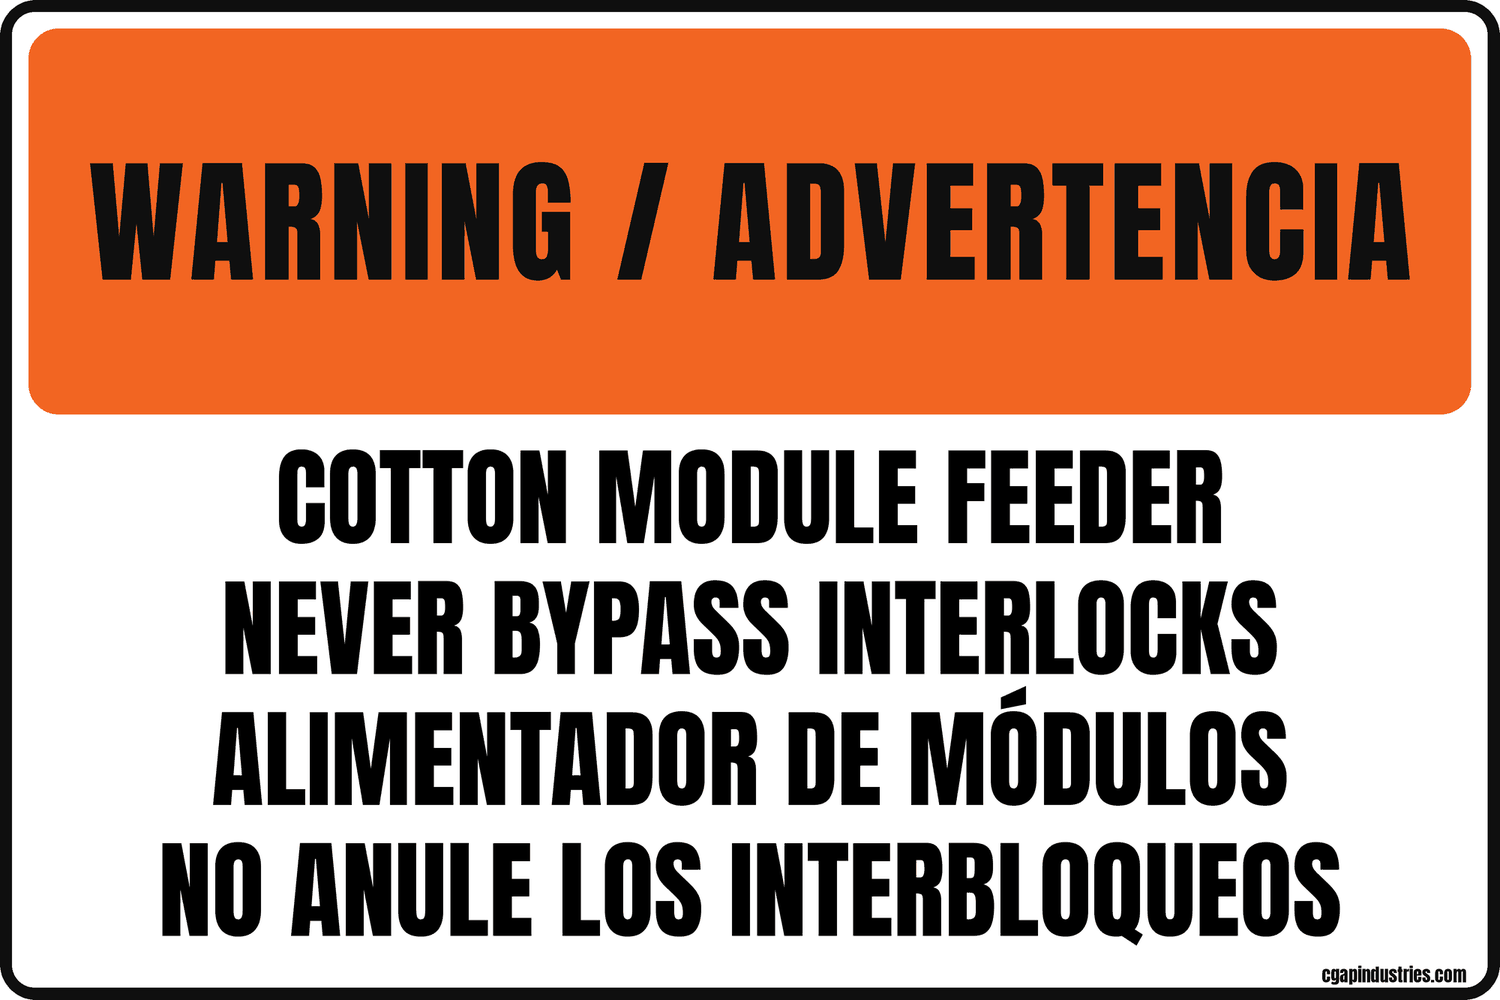 WARNING / ADVERTENCIA
COTTON MODULE FEEDER
NEVER BYPASS INTERLOCKS
ALIMENTADOR DE MÓDULOS
NO ANULE LOS INTERBLOQUEOS
cgapindustries.com